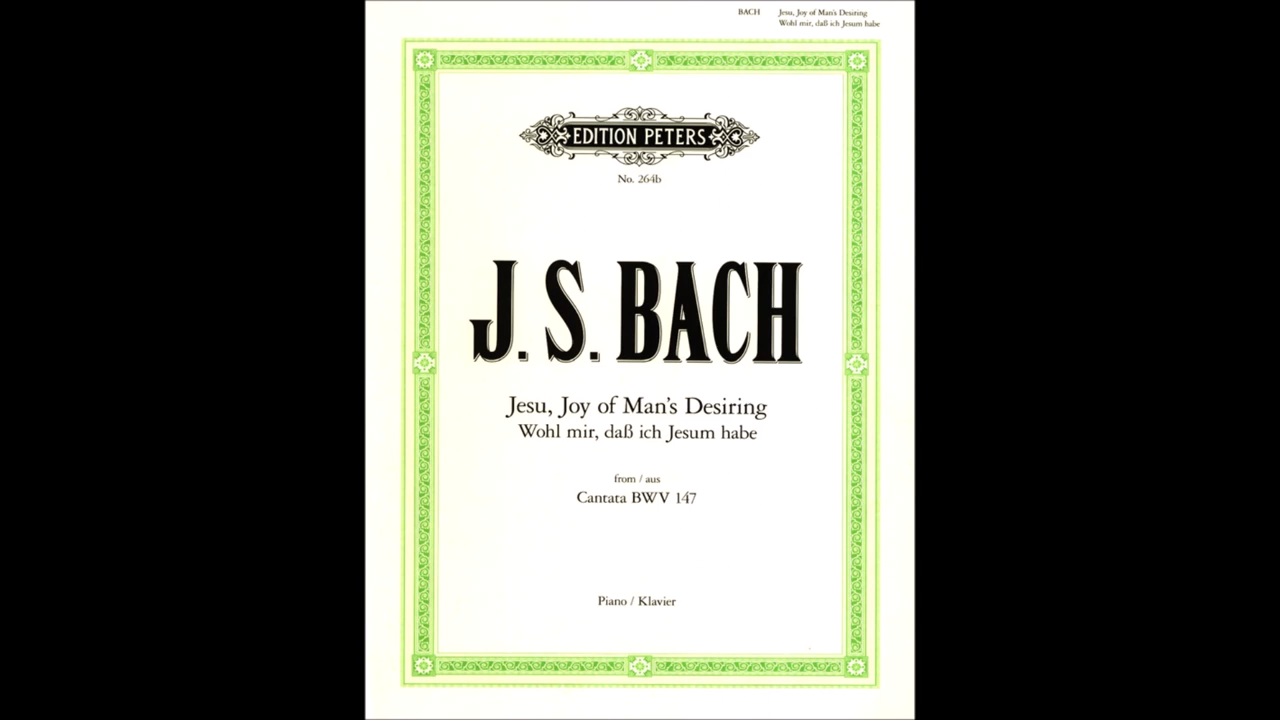 BACH Jesu, Joy of Man's Desiring
Wohl mir, daß ich Jesum habe
EDITION PETERS
No. 264b
J. S. BACH
Jesu, Joy of Man's Desiring
Wohl mir, daß ich Jesum habe
from / aus
Cantata BWV 147
Piano / Klavier